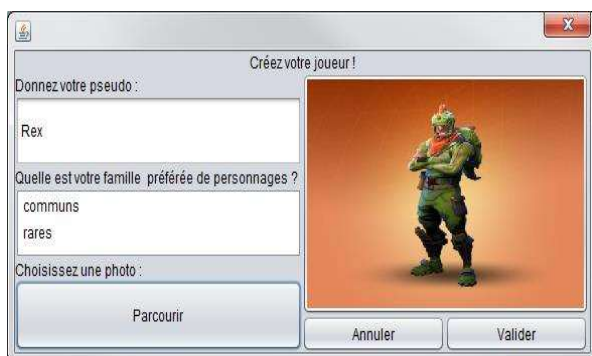 Créez votre joueur !
Donnez votre pseudo :
Rex
Quelle est votre famille préférée de personnages ?
communs
rares
Choisissez une photo :
Parcourir
Annuler
Valider